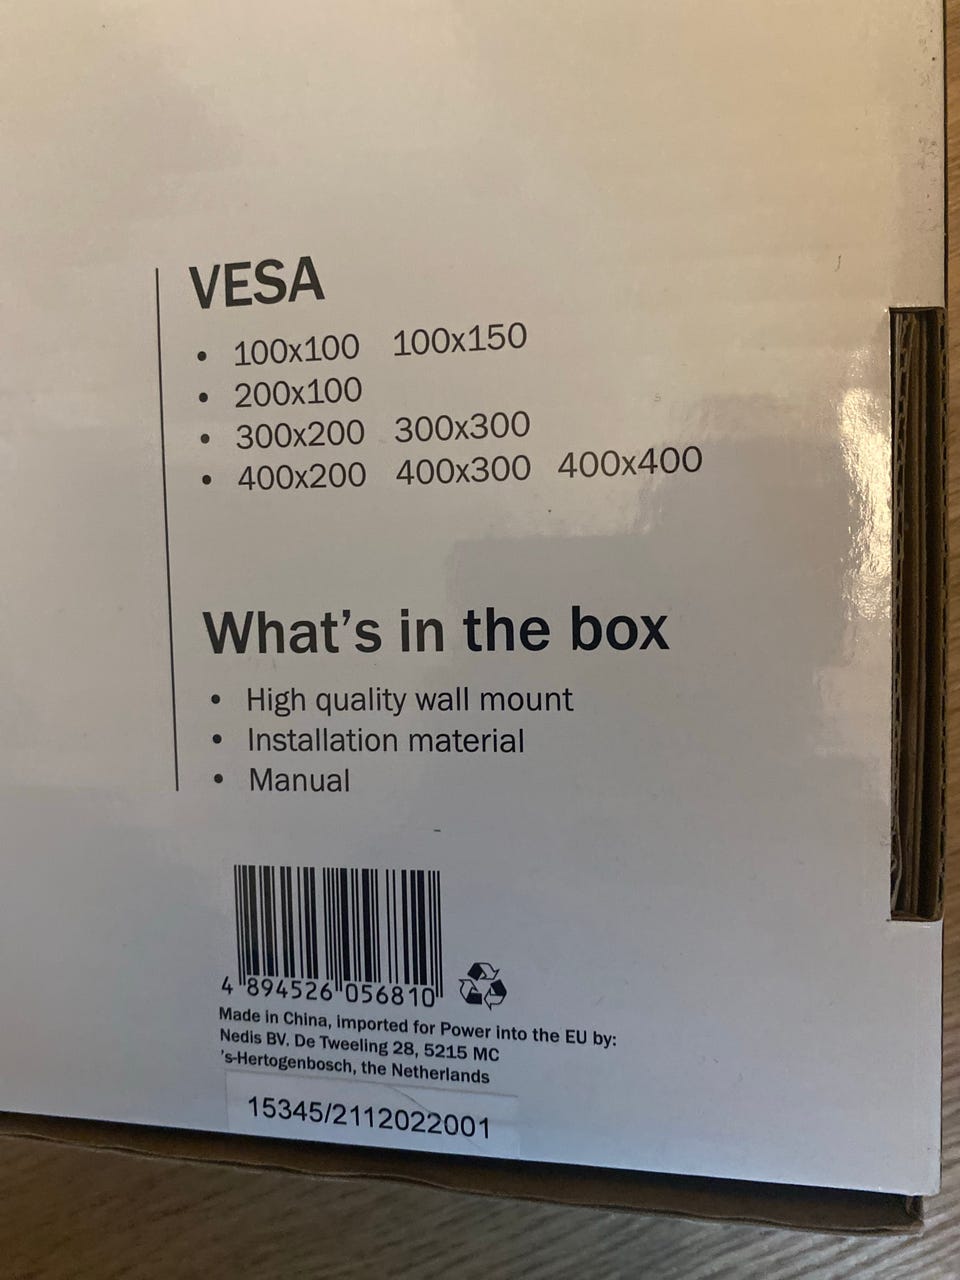 VESA
• 100x100 100x150
• 200x100
• 300x200 300x300
• 400x200 400x300 400x400
What's in the box
• High quality wall mount
• Installation material
• Manual
4 894526 056810
Made in China, imported for Power into the EU by:
Nedis BV. De Tweeling 28, 5215 MC
's-Hertogenbosch, the Netherlands
15345/2112022001